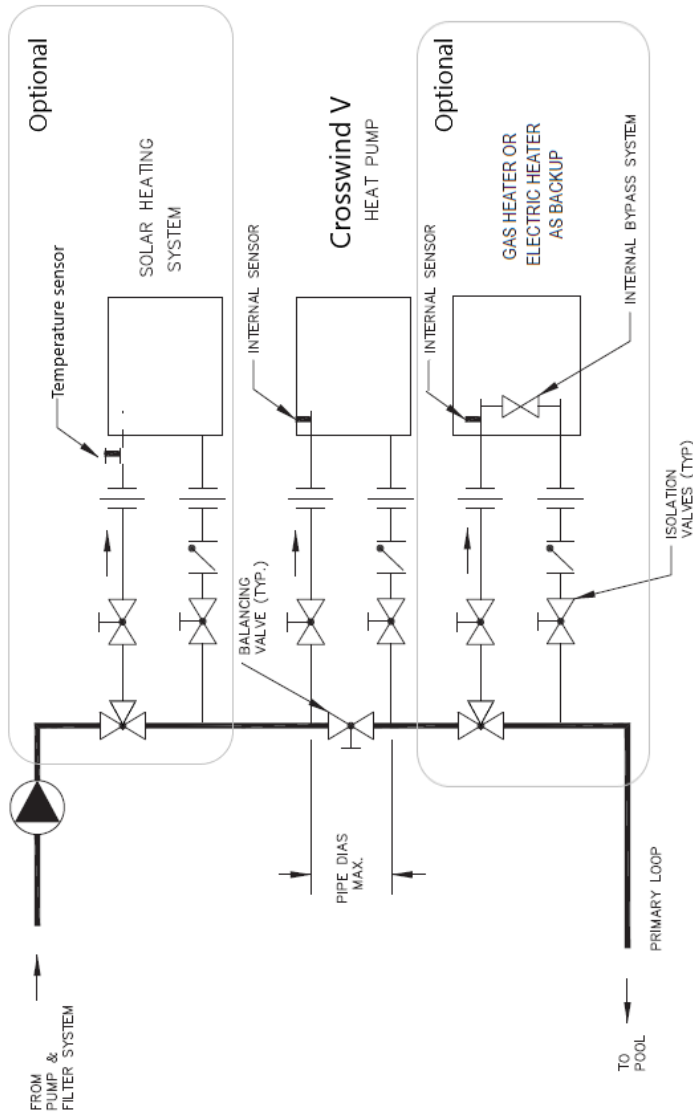 Optional
Temperature sensor
SOLAR HEATING
SYSTEM
Crosswind V
HEAT PUMP
INTERNAL SENSOR
Optional
GAS HEATER OR
ELECTRIC HEATER
AS BACKUP
INTERNAL SENSOR
INTERNAL BYPASS SYSTEM
BALANCING
VALVE (TYP.)
ISOLATION
VALVES (TYP)
PIPE DIAS
MAX.
FROM
PUMP &
FILTER SYSTEM
TO
POOL
PRIMARY LOOP